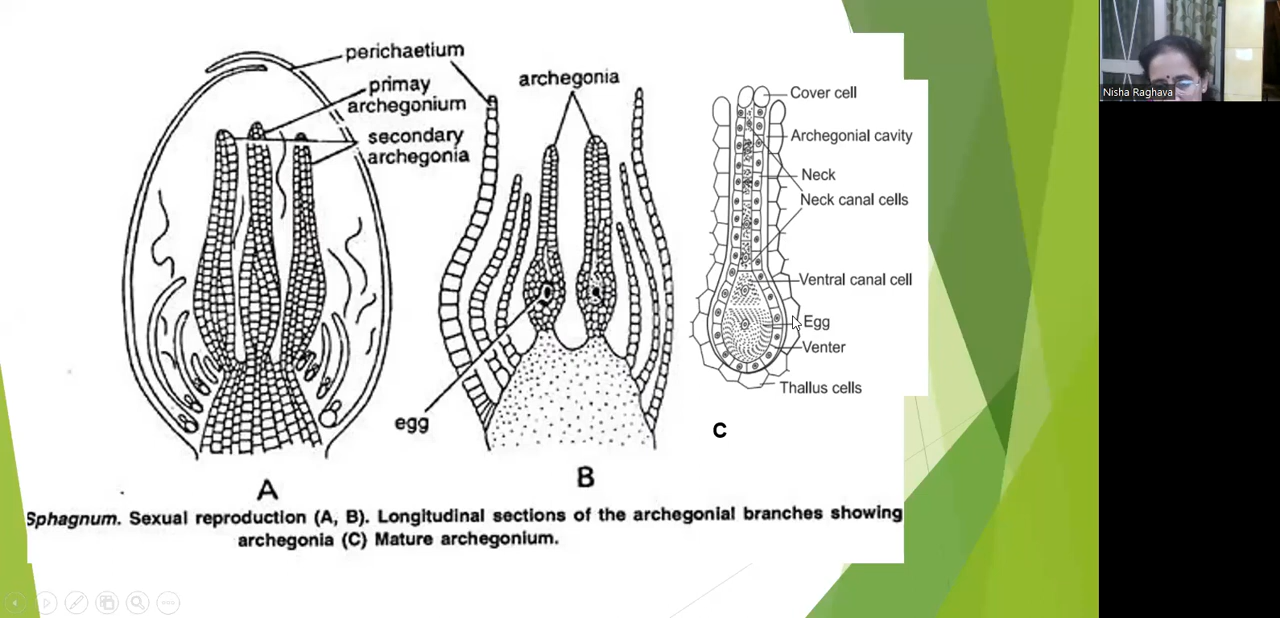 perichaetium
primay
archegonium
secondary
archegonia
archegonia
egg
A
B
Cover cell
Archegonial cavity
Neck
Neck canal cells
Ventral canal cell
Egg
Venter
Thallus cells
C
Sphagnum. Sexual reproduction (A, B). Longitudinal sections of the archegonial branches showing
archegonia (C) Mature archegonium.
Nisha Raghava